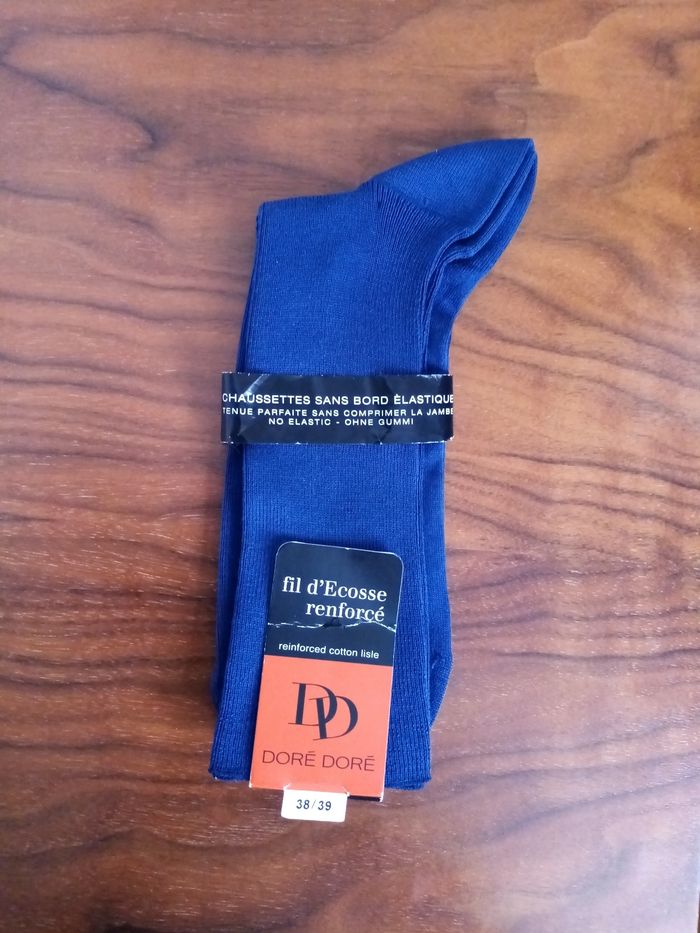 CHAUSSETTES SANS BORD ÈLASTIQUE
TENUE PARFAITE SANS COMPRIMER LA JAMBE
NO ELASTIC - OHNE GUMMI
fil d'Ecosse
renforcé
reinforced cotton lisle
DD
DORÉ DORÉ
38/39